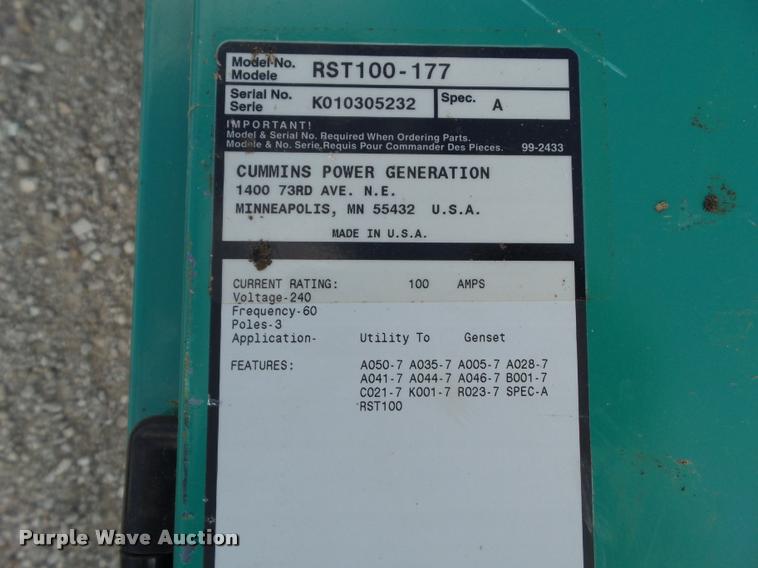 Model No. Modele RST100-177
Serial No. Serie K010305232 Spec. A
IMPORTANT!
Model & Serial No. Required When Ordering Parts.
Modele & No. Serie Requis Pour Commander Des Pieces. 99-2433
CUMMINS POWER GENERATION
1400 73RD AVE. N.E.
MINNEAPOLIS, MN 55432 U.S.A.
MADE IN U.S.A.
CURRENT RATING: 100 AMPS
Voltage-240
Frequency-60
Poles-3
Application- Utility To Genset
FEATURES: A050-7 A035-7 A005-7 A028-7
A041-7 A044-7 A046-7 B001-7
C021-7 K001-7 R023-7 SPEC-A
RST100
Purple Wave Auction